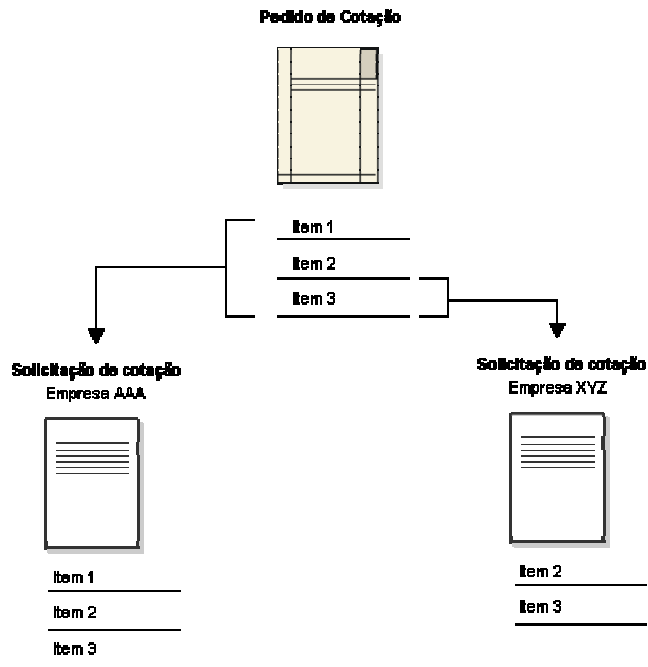 Pedido de Cotação
Item 1
Item 2
Item 3
Solicitação de cotação
Empresa AAA
Item 1
Item 2
Item 3
Solicitação de cotação
Empresa XYZ
Item 2
Item 3